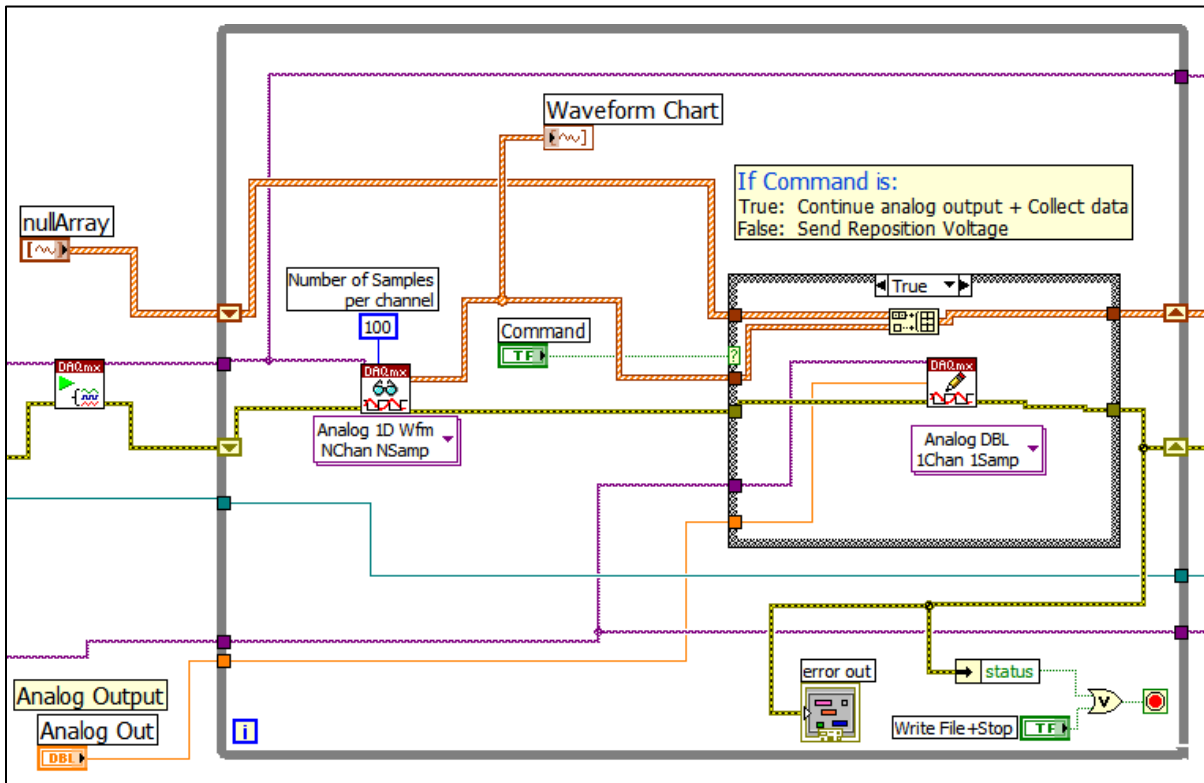 Waveform Chart
If Command is:
True: Continue analog output + Collect data
False: Send Reposition Voltage
nullArray
Number of Samples
per channel
100
True
Command
TF
?
DAQmx
DAQmx
DAQmx
Analog 1D Wfm
NChan NSamp
Analog DBL
1Chan 1Samp
error out
status
V
Analog Output
Analog Out
DBL
i
Write File+Stop
TF